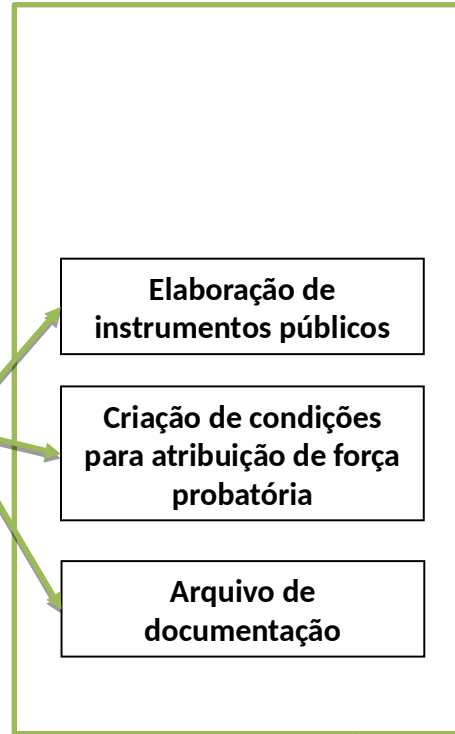 Elaboração de
instrumentos públicos
Criação de condições
para atribuição de força
probatória
Arquivo de
documentação